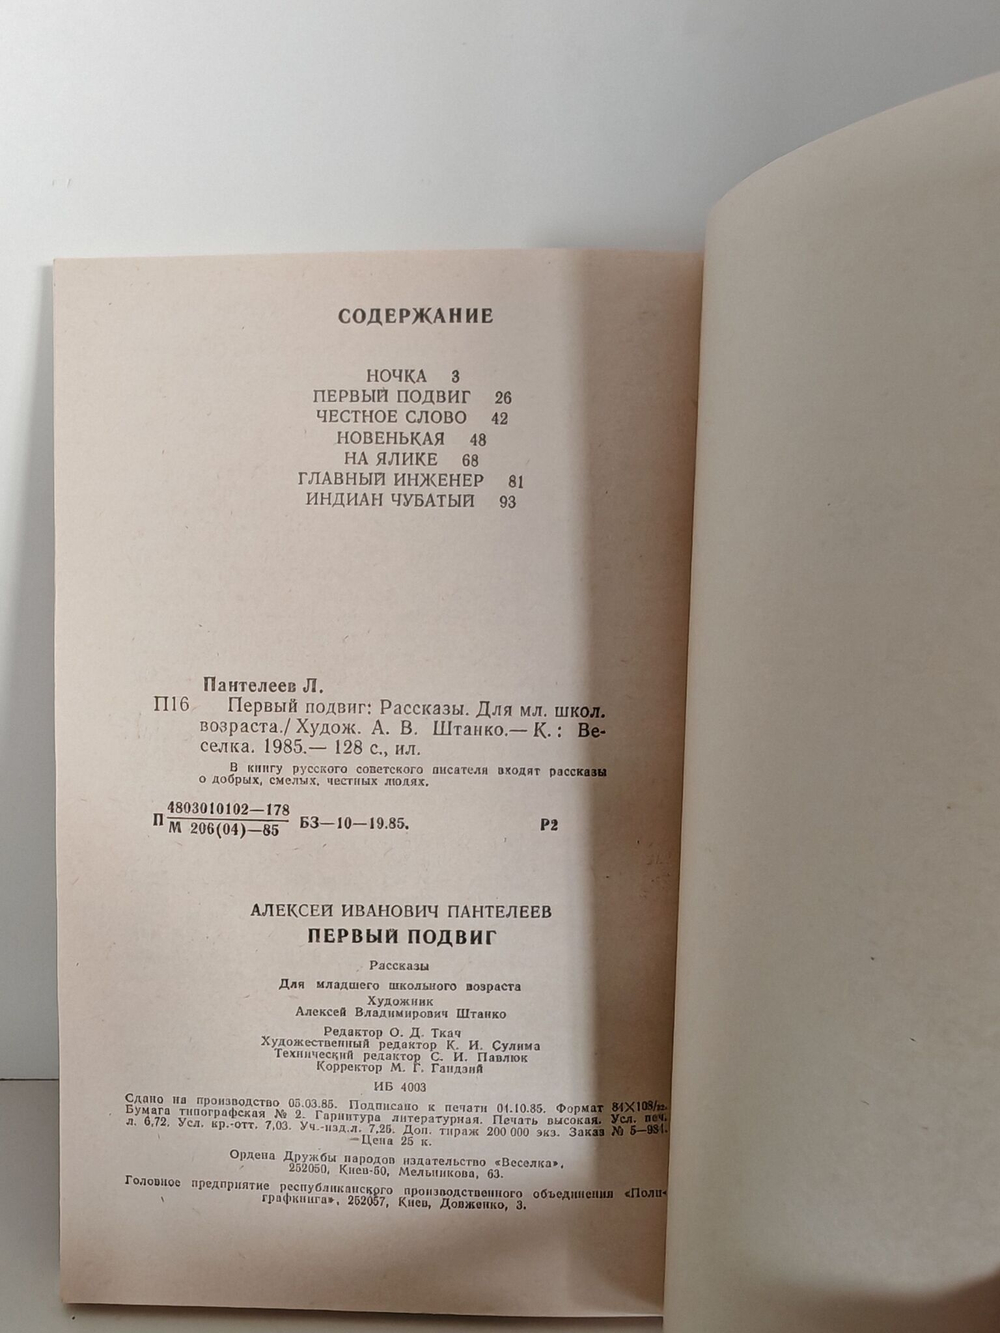 СОДЕРЖАНИЕ
НОЧКА 3
ПЕРВЫЙ ПОДВИГ 26
ЧЕСТНОЕ СЛОВО 42
НОВЕНЬКАЯ 48
НА ЯЛИКЕ 68
ГЛАВНЫЙ ИНЖЕНЕР 81
ИНДИАН ЧУБАТЫЙ 93
Пантелеев Л.
П16 Первый подвиг: Рассказы. Для мл. школ.
возраста./ Худож. А. В. Штанко.— К.: Ве-
селка. 1985.— 128 с., ил.
В книгу русского советского писателя входят рассказы
о добрых, смелых, честных людях.
П 4803010102—178
М 206(04)—85 БЗ—10—19.85. Р2
АЛЕКСЕЙ ИВАНОВИЧ ПАНТЕЛЕЕВ
ПЕРВЫЙ ПОДВИГ
Рассказы
Для младшего школьного возраста
Художник
Алексей Владимирович Штанко
Редактор О. Д. Ткач
Художественный редактор К. И. Сулима
Технический редактор С. И. Павлюк
Корректор М. Г. Гандзий
ИБ 4003
Сдано на производство 05.03.85. Подписано к печати 01.10.85. Формат 84X108/32.
Бумага типографская № 2. Гарнитура литературная. Печать высокая. Усл. печ.
л. 6,72. Усл. кр.-отт. 7,03. Уч.-изд.л. 7,25. Доп. тираж 200 000 экз. Заказ № 5—984.
Цена 25 к.
Ордена Дружбы народов издательство «Веселка»,
252050, Киев-50, Мельникова, 63.
Головное предприятие республиканского производственного объединения «Поли-
графкнига», 252057, Киев, Довженко, 3.